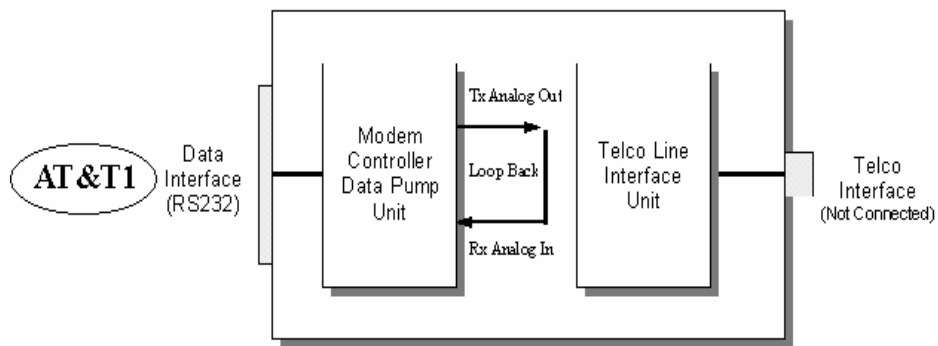 AT&T1
Data
Interface
(RS232)
Modem
Controller
Data Pump
Unit
Tx Analog Out
Loop Back
Rx Analog In
Telco Line
Interface
Unit
Telco
Interface
(Not Connected)